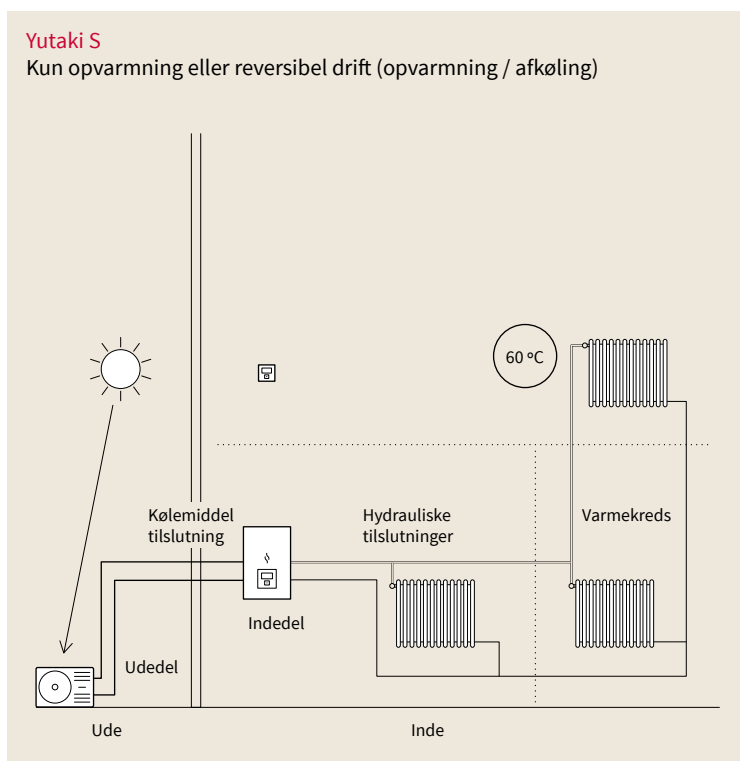 Yutaki S
Kun opvarmning eller reversibel drift (opvarmning / afkøling)
60 ºC
Kølemiddel
tilslutning
Hydrauliske
tilslutninger
Varmekreds
Indedel
Udedel
Ude
Inde